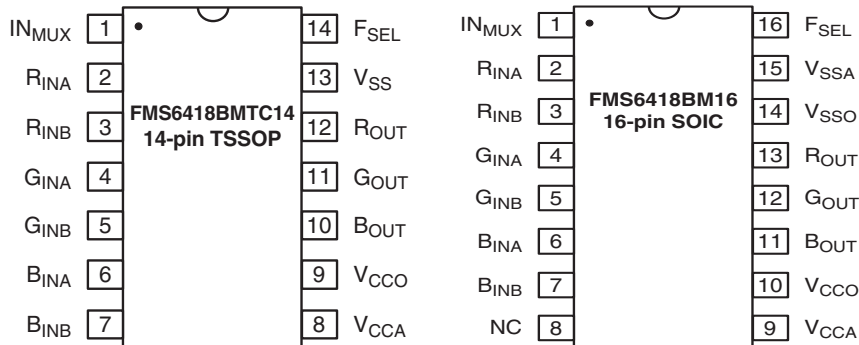 IN_MUX 1 14 F_SEL
R_INA 2 13 V_SS
R_INB 3 12 R_OUT
G_INA 4 11 G_OUT
G_INB 5 10 B_OUT
B_INA 6 9 V_CCO
B_INB 7 8 V_CCA
FMS6418BMTC14
14-pin TSSOP
IN_MUX 1 16 F_SEL
R_INA 2 15 V_SSA
R_INB 3 14 V_SSO
G_INA 4 13 R_OUT
G_INB 5 12 G_OUT
B_INA 6 11 B_OUT
B_INB 7 10 V_CCO
NC 8 9 V_CCA
FMS6418BM16
16-pin SOIC